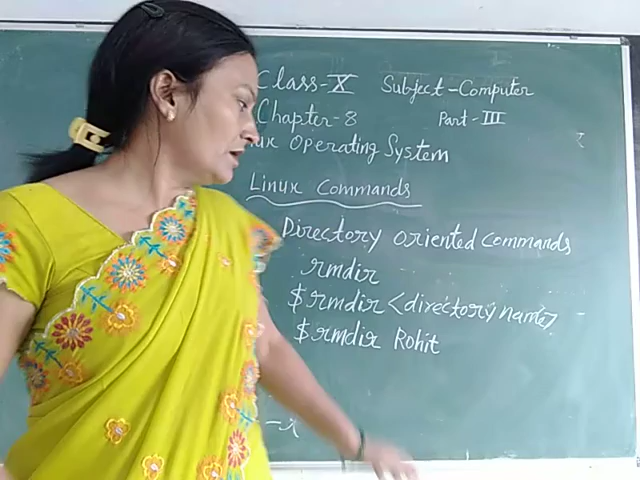 Class-X Subject-Computer
Chapter-8 Part-III
ux Operating System
Linux Commands
Directory oriented commands
rmdir
$rmdir <directory name>
$rmdir Rohit
-r